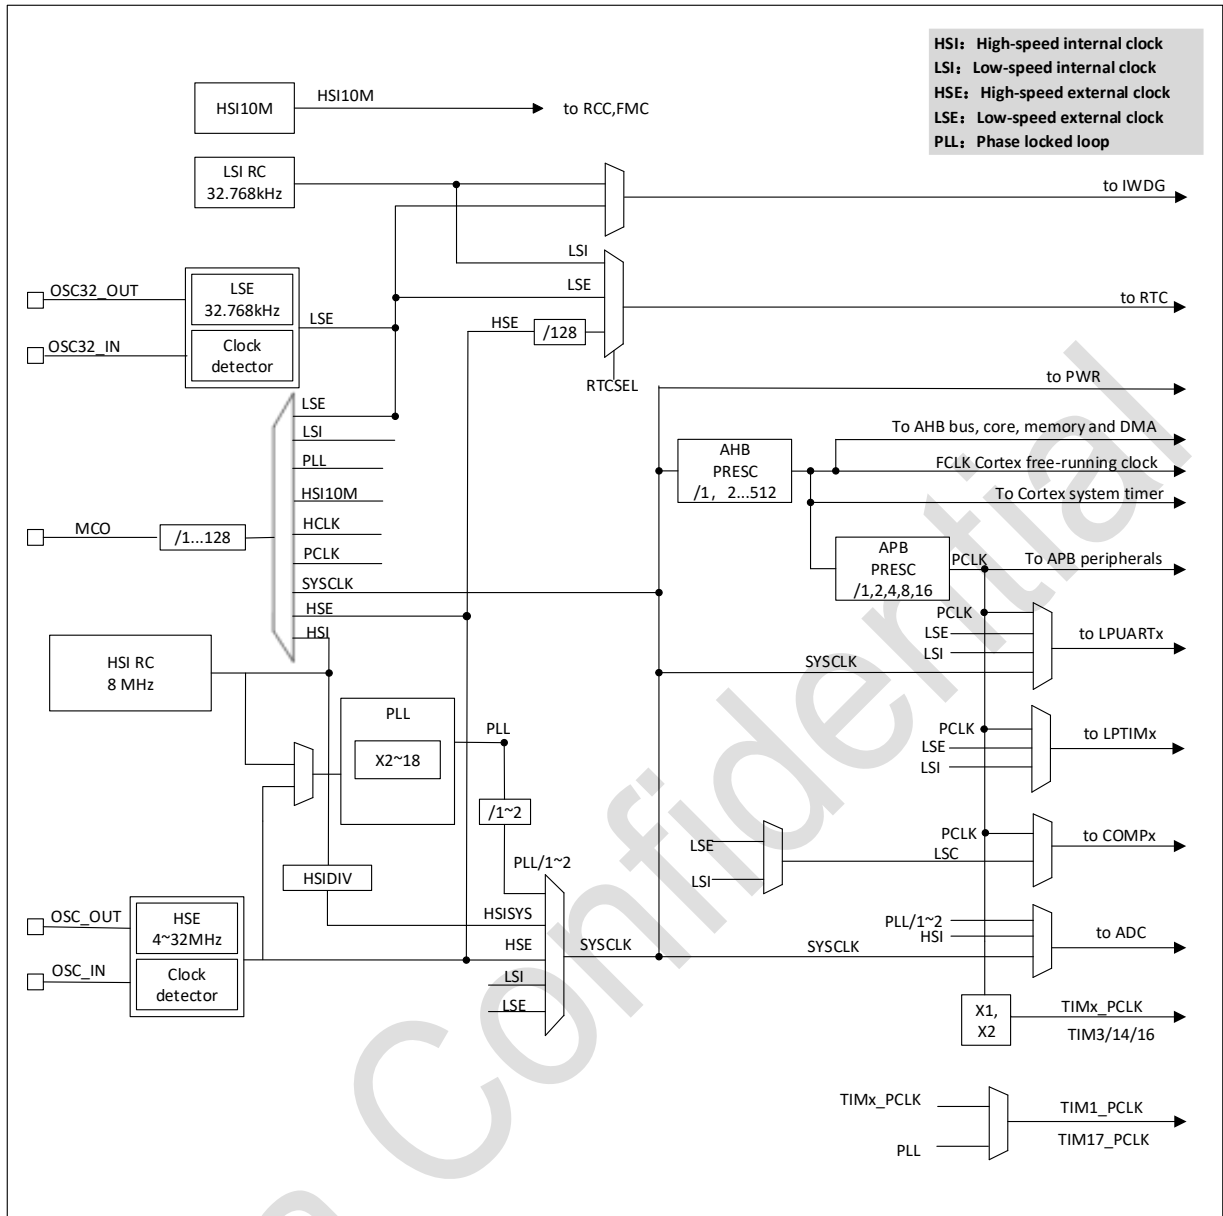 HSI: High-speed internal clock
LSI: Low-speed internal clock
HSE: High-speed external clock
LSE: Low-speed external clock
PLL: Phase locked loop
HSI10M
HSI10M
to RCC,FMC
LSI RC
32.768kHz
to IWDG
LSI
OSC32_OUT
LSE
32.768kHz
LSE
LSE
to RTC
HSE
/128
OSC32_IN
Clock
detector
RTCSEL
to PWR
LSE
LSI
PLL
HSI10M
HCLK
PCLK
SYSCLK
HSE
HSI
MCO
/1...128
AHB
PRESC
/1, 2...512
To AHB bus, core, memory and DMA
FCLK Cortex free-running clock
To Cortex system timer
APB
PRESC
/1,2,4,8,16
PCLK
To APB peripherals
PCLK
LSE
LSI
SYSCLK
to LPUARTx
HSI RC
8 MHz
PLL
X2~18
PLL
/1~2
PLL/1~2
PCLK
LSE
LSI
to LPTIMx
LSE
LSI
PCLK
LSC
to COMPx
HSIDIV
HSISYS
HSE
LSI
LSE
SYSCLK
OSC_OUT
HSE
4~32MHz
OSC_IN
Clock
detector
PLL/1~2
HSI
SYSCLK
to ADC
X1,
X2
TIMx_PCLK
TIM3/14/16
TIMx_PCLK
PLL
TIM1_PCLK
TIM17_PCLK
Confidential